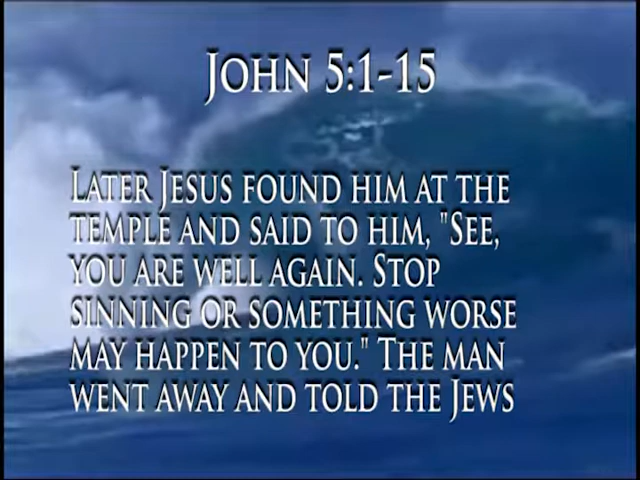 John 5:1-15
Later Jesus found him at the
temple and said to him, "See,
you are well again. Stop
sinning or something worse
may happen to you." The man
went away and told the Jews